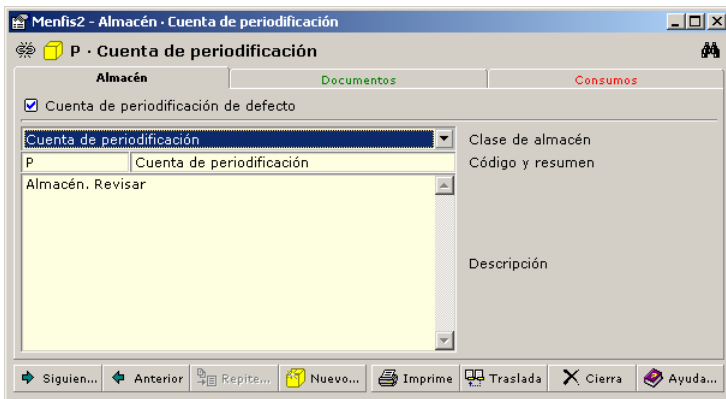 Menfis2 - Almacén · Cuenta de periodificación
P · Cuenta de periodificación
Almacén Documentos Consumos
Cuenta de periodificación de defecto
Cuenta de periodificación Clase de almacén
P Cuenta de periodificación Código y resumen
Almacén. Revisar
Descripción
Siguien... Anterior Repite... Nuevo... Imprime Traslada Cierra Ayuda...